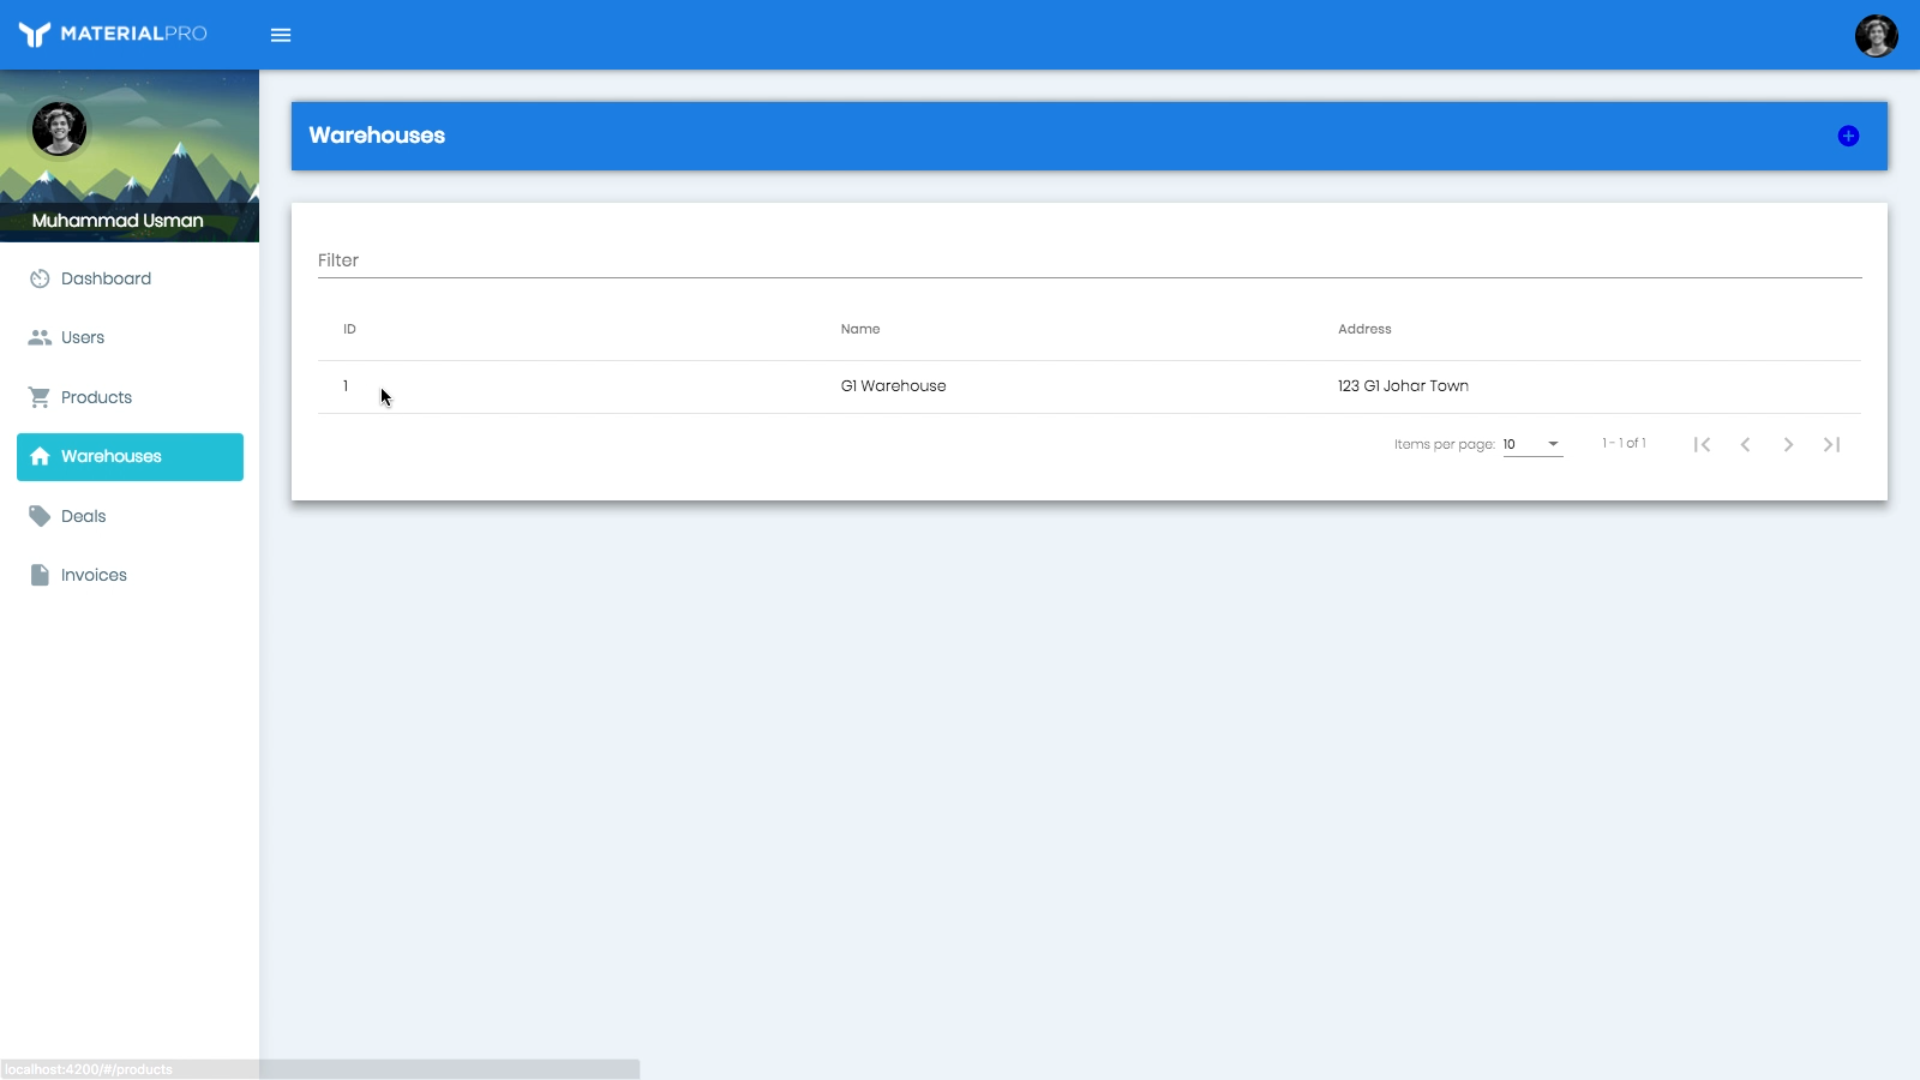 MATERIALPRO
Muhammad Usman
Dashboard
Users
Products
Warehouses
Deals
Invoices
Warehouses
Filter
ID Name Address
1 G1 Warehouse 123 G1 Johar Town
Items per page: 10 1 - 1 of 1
localhost:4200/#/products